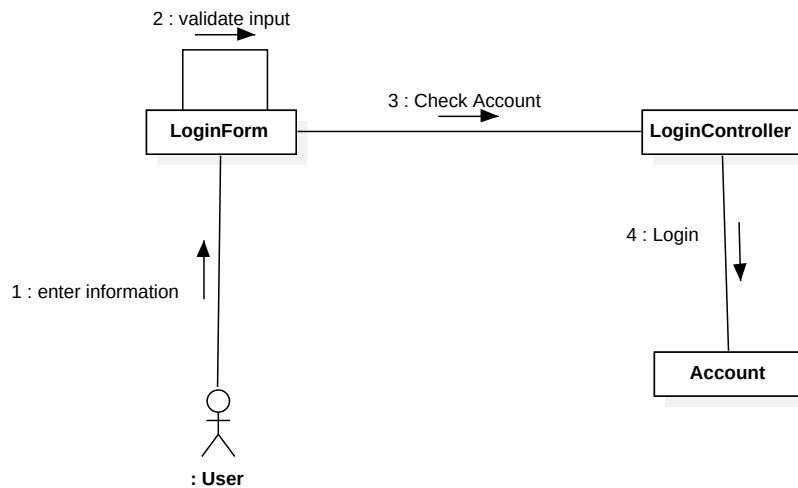 2 : validate input
3 : Check Account
LoginForm
LoginController
4 : Login
1 : enter information
Account
: User